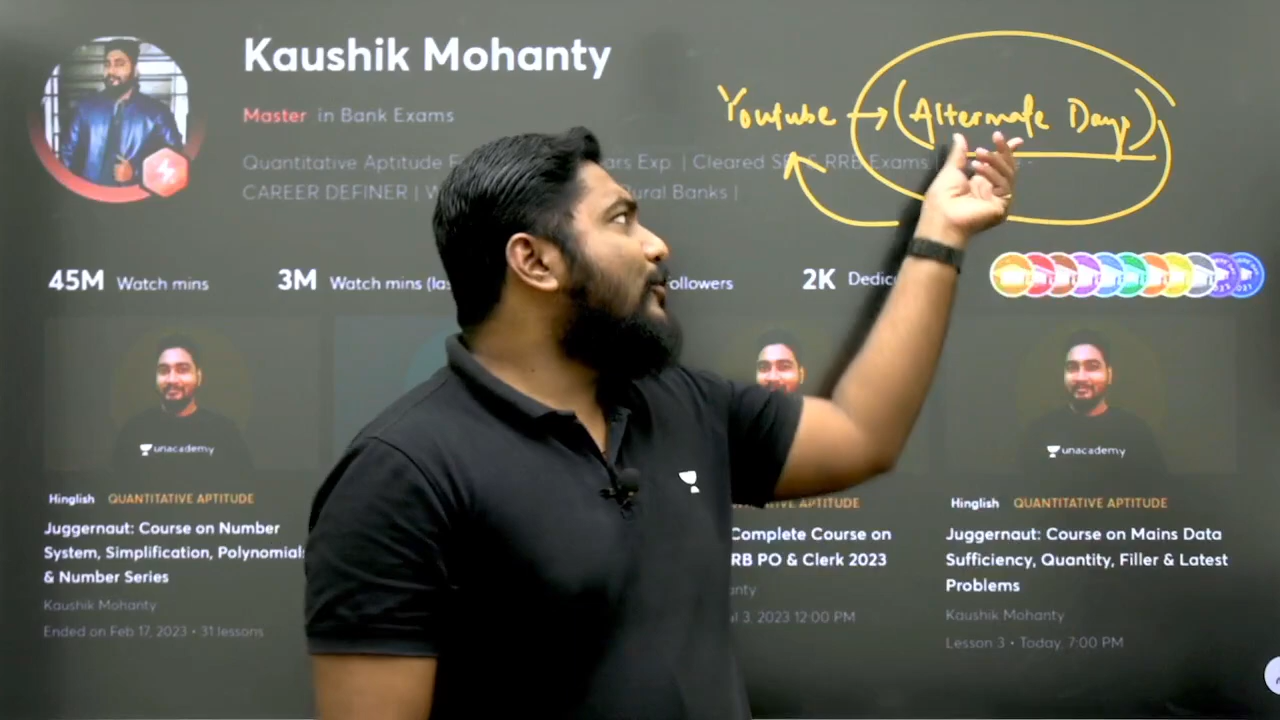 Kaushik Mohanty
Youtube → (Alternate Days)
Master in Bank Exams
Quantitative Aptitude Exp | Cleared SBI & RRB Exams
CAREER DEFINER | Rural Banks |
45M Watch mins
3M Watch mins
Followers
2K
unacademy
unacademy
Hinglish QUANTITATIVE APTITUDE
Juggernaut: Course on Number
System, Simplification, Polynomials
& Number Series
Kaushik Mohanty
Ended on Feb 17, 2023 • 31 lessons
APTITUDE
Complete Course on
RB PO & Clerk 2023
3, 2023 12:00 PM
Hinglish QUANTITATIVE APTITUDE
Juggernaut: Course on Mains Data
Sufficiency, Quantity, Filler & Latest
Problems
Kaushik Mohanty
Lesson 3 • Today, 7:00 PM